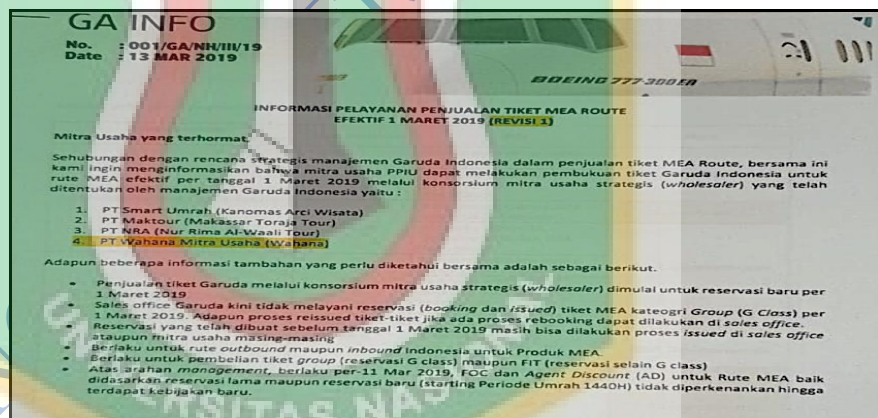 GA INFO
No. : 001/GA/NH/III/19
Date : 13 MAR 2019
BOEING 777-300ER
INFORMASI PELAYANAN PENJUALAN TIKET MEA ROUTE
EFEKTIF 1 MARET 2019 (REVISI 1)
Mitra Usaha yang terhormat,
Sehubungan dengan rencana strategis manajemen Garuda Indonesia dalam penjualan tiket MEA Route, bersama ini
kami ingin menginformasikan bahwa mitra usaha PPIU dapat melakukan pembukuan tiket Garuda Indonesia untuk
rute MEA efektif per tanggal 1 Maret 2019 melalui konsorsium mitra usaha strategis (wholesaler) yang telah
ditentukan oleh manajemen Garuda Indonesia yaitu :
1. PT Smart Umrah (Kanomas Arci Wisata)
2. PT Maktour (Makassar Toraja Tour)
3. PT NRA (Nur Rima Al-Waali Tour)
4. PT Wahana Mitra Usaha (Wahana)
Adapun beberapa informasi tambahan yang perlu diketahui bersama adalah sebagai berikut.
• Penjualan tiket Garuda melalui konsorsium mitra usaha strategis (wholesaler) dimulai untuk reservasi baru per
1 Maret 2019
• Sales office Garuda kini tidak melayani reservasi (booking dan issued) tiket MEA kateogri Group (G Class) per
1 Maret 2019. Adapun proses reissued tiket-tiket jika ada proses rebooking dapat dilakukan di sales office.
• Reservasi yang telah dibuat sebelum tanggal 1 Maret 2019 masih bisa dilakukan proses issued di sales office
ataupun mitra usaha masing-masing
• Berlaku untuk rute outbound maupun inbound Indonesia untuk Produk MEA.
• Berlaku untuk pembelian tiket group (reservasi G class) maupun FIT (reservasi selain G class)
• Atas arahan management, berlaku per-11 Mar 2019, FOC dan Agent Discount (AD) untuk Rute MEA baik
didasarkan reservasi lama maupun reservasi baru (starting Periode Umrah 1440H) tidak diperkenankan hingga
terdapat kebijakan baru.
UNIVERSITAS NASIONAL